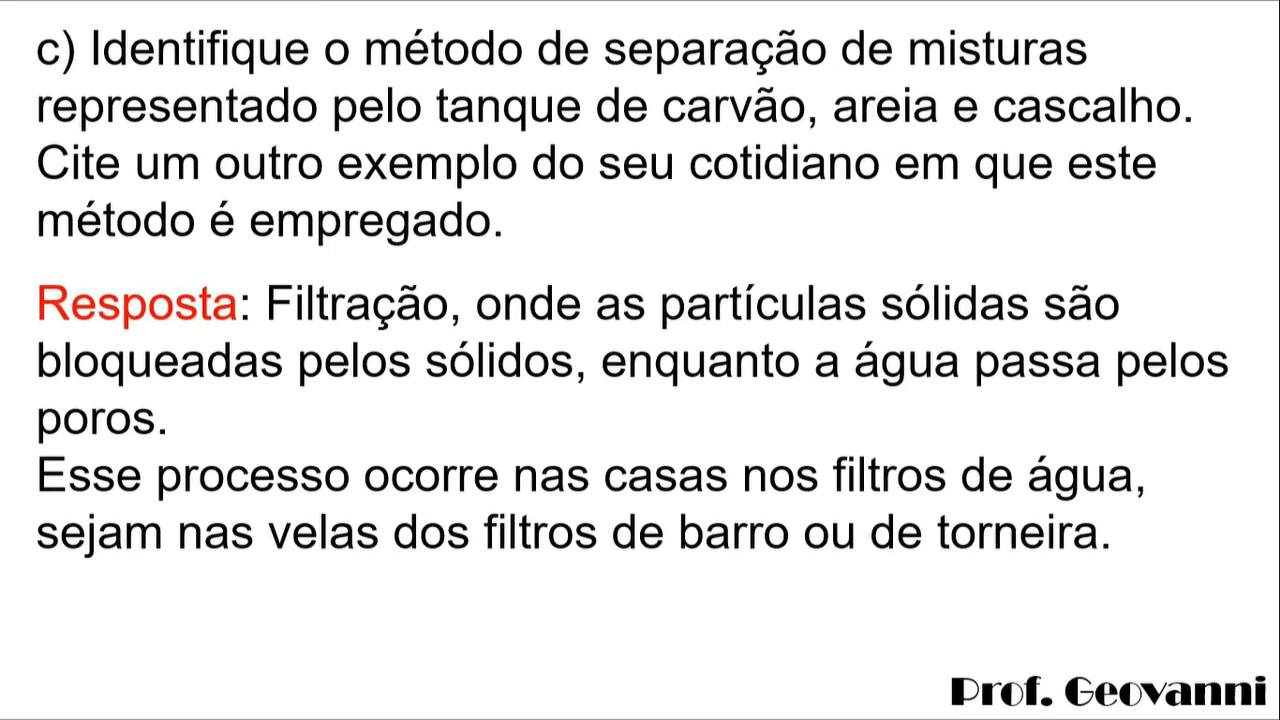 c) Identifique o método de separação de misturas
representado pelo tanque de carvão, areia e cascalho.
Cite um outro exemplo do seu cotidiano em que este
método é empregado.
Resposta: Filtração, onde as partículas sólidas são
bloqueadas pelos sólidos, enquanto a água passa pelos
poros.
Esse processo ocorre nas casas nos filtros de água,
sejam nas velas dos filtros de barro ou de torneira.
Prof. Geovanni